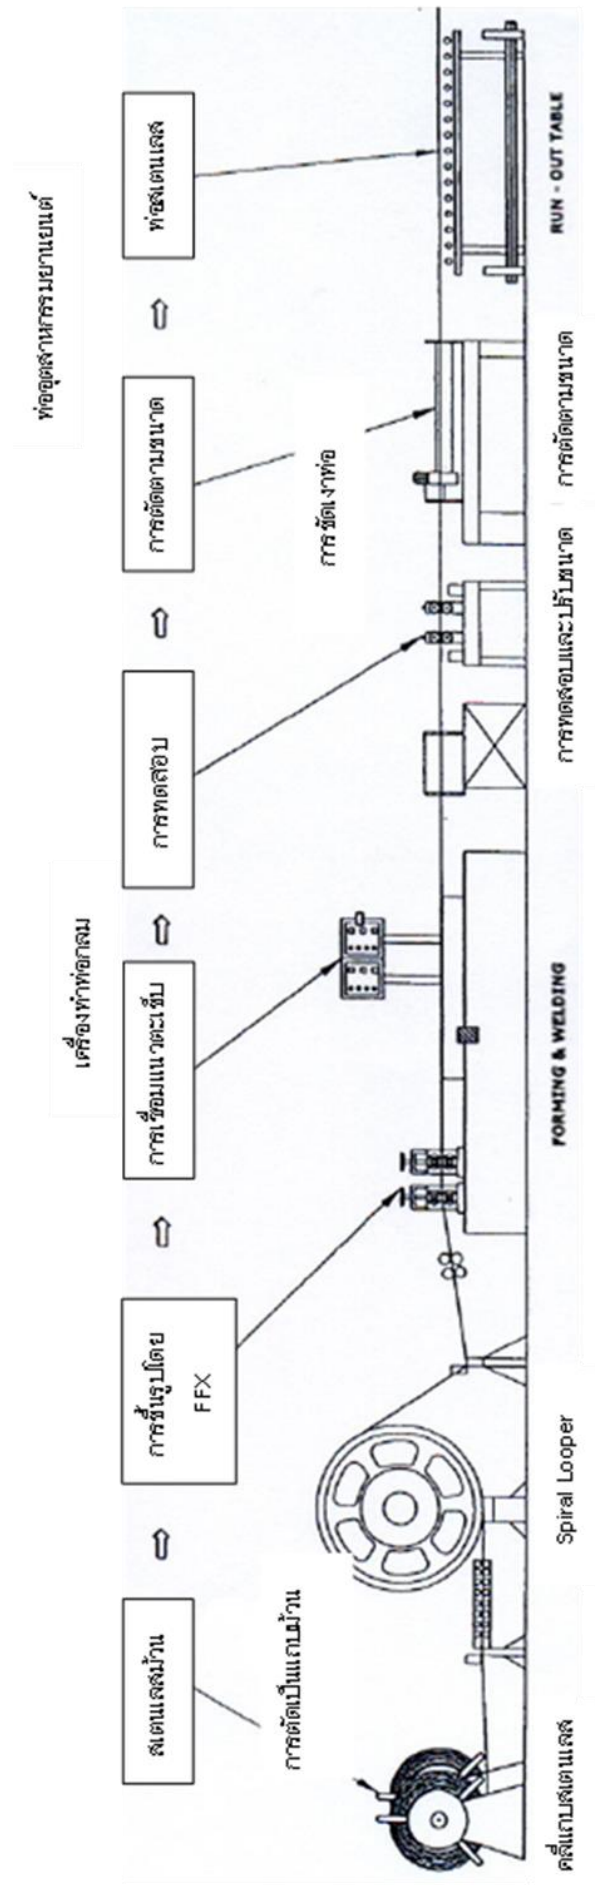 ท่ออุตสาหกรรมยานยนต์
เครื่องทำท่อกลม
สเตนเลสม้วน
การขึ้นรูปโดย
FFX
การเชื่อมแนวตะเข็บ
การทดสอบ
การตัดตามขนาด
ท่อสเตนเลส
การตัดเป็นแถบม้วน
การขัดเงาท่อ
คลี่แถบสเตนเลส
Spiral Looper
FORMING & WELDING
การทดสอบและปรับขนาด
การตัดตามขนาด
RUN - OUT TABLE